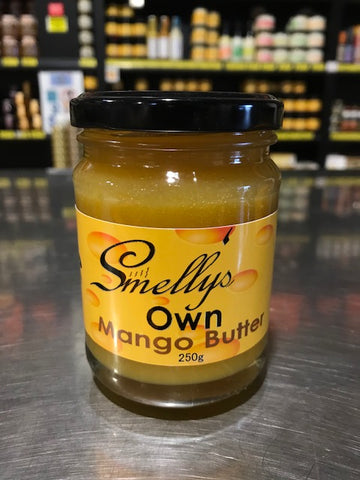 Smellys
Own
Mango Butter
250g